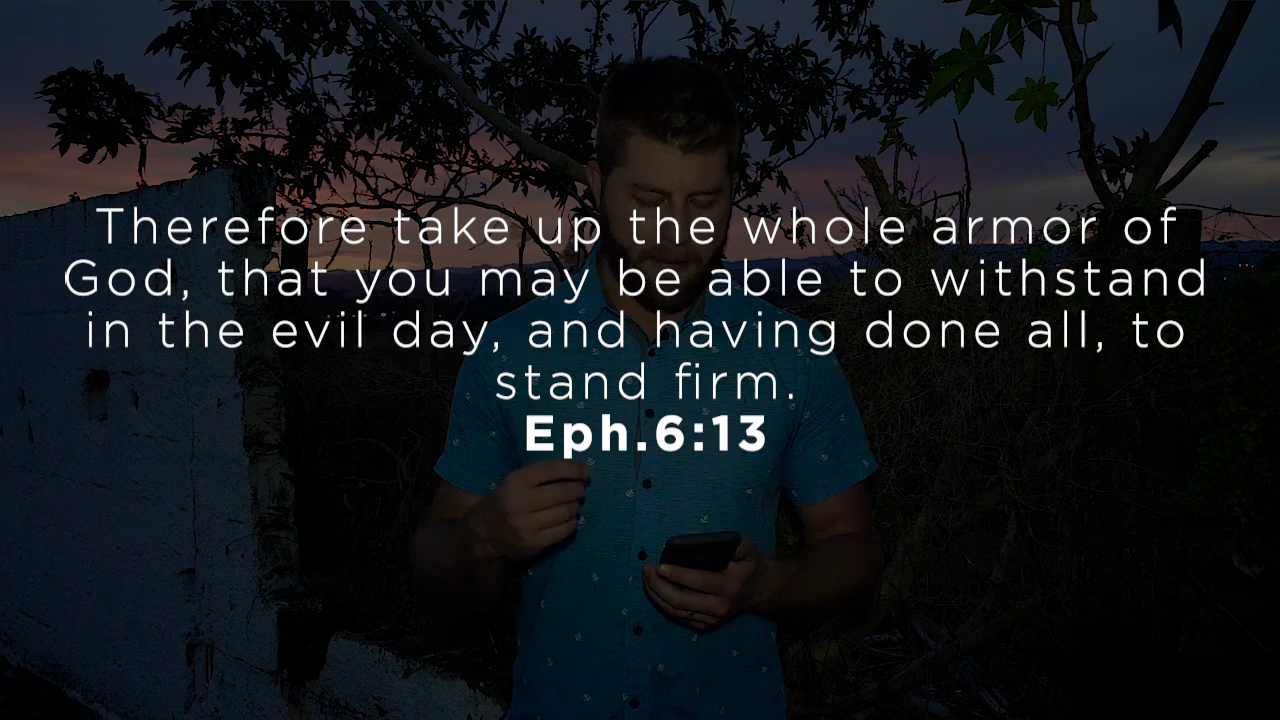 Therefore take up the whole armor of
God, that you may be able to withstand
in the evil day, and having done all, to
stand firm.
Eph.6:13